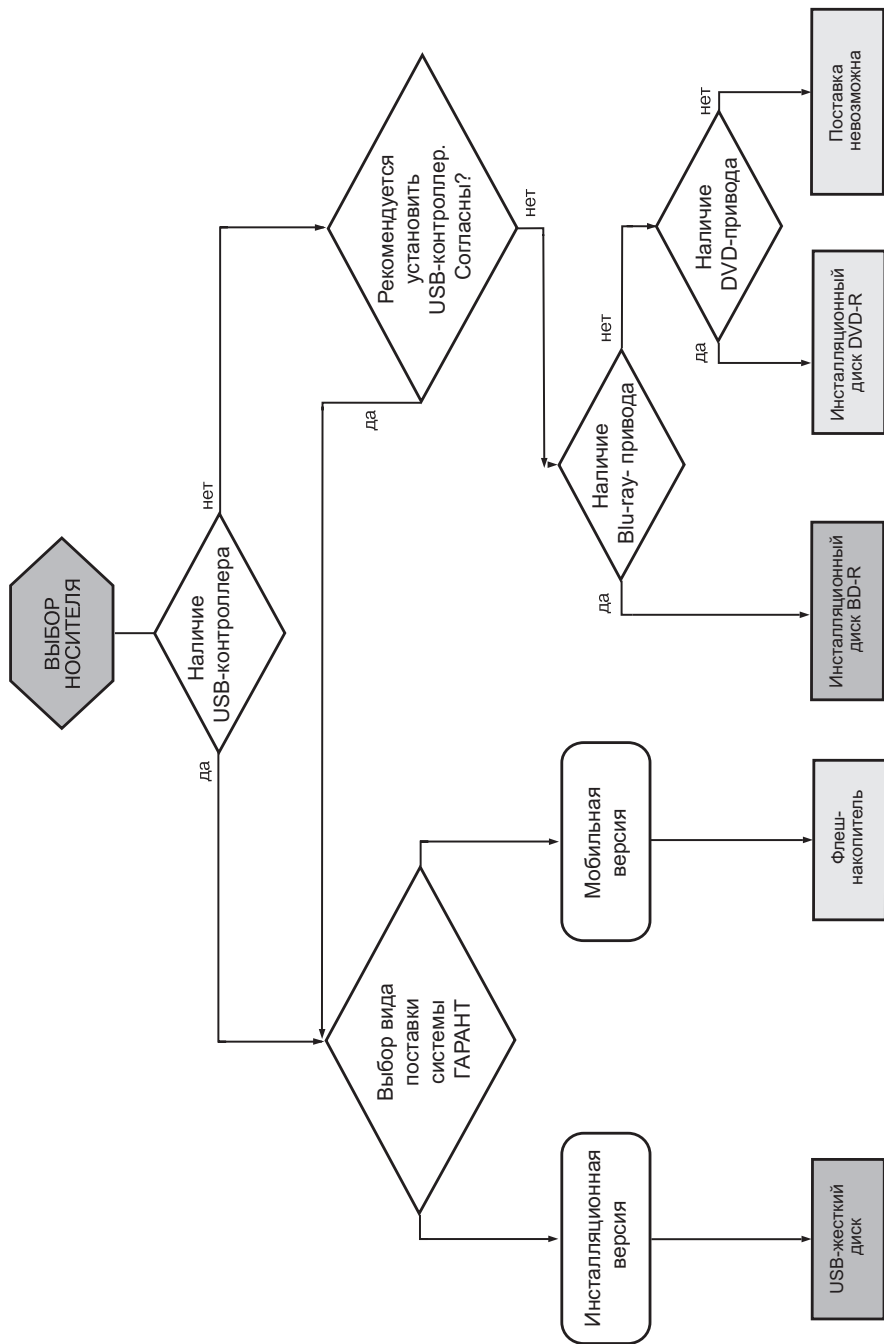 ВЫБОР
НОСИТЕЛЯ
Наличие
USB-контроллера
да
нет
Рекомендуется
установить
USB-контроллер.
Согласны?
да
нет
Выбор вида
поставки
системы
ГАРАНТ
Наличие
Blu-ray- привода
да
нет
Наличие
DVD-привода
да
нет
Инсталляционная
версия
Мобильная
версия
USB-жесткий
диск
Флеш-
накопитель
Инсталляционный
диск BD-R
Инсталляционный
диск DVD-R
Поставка
невозможна